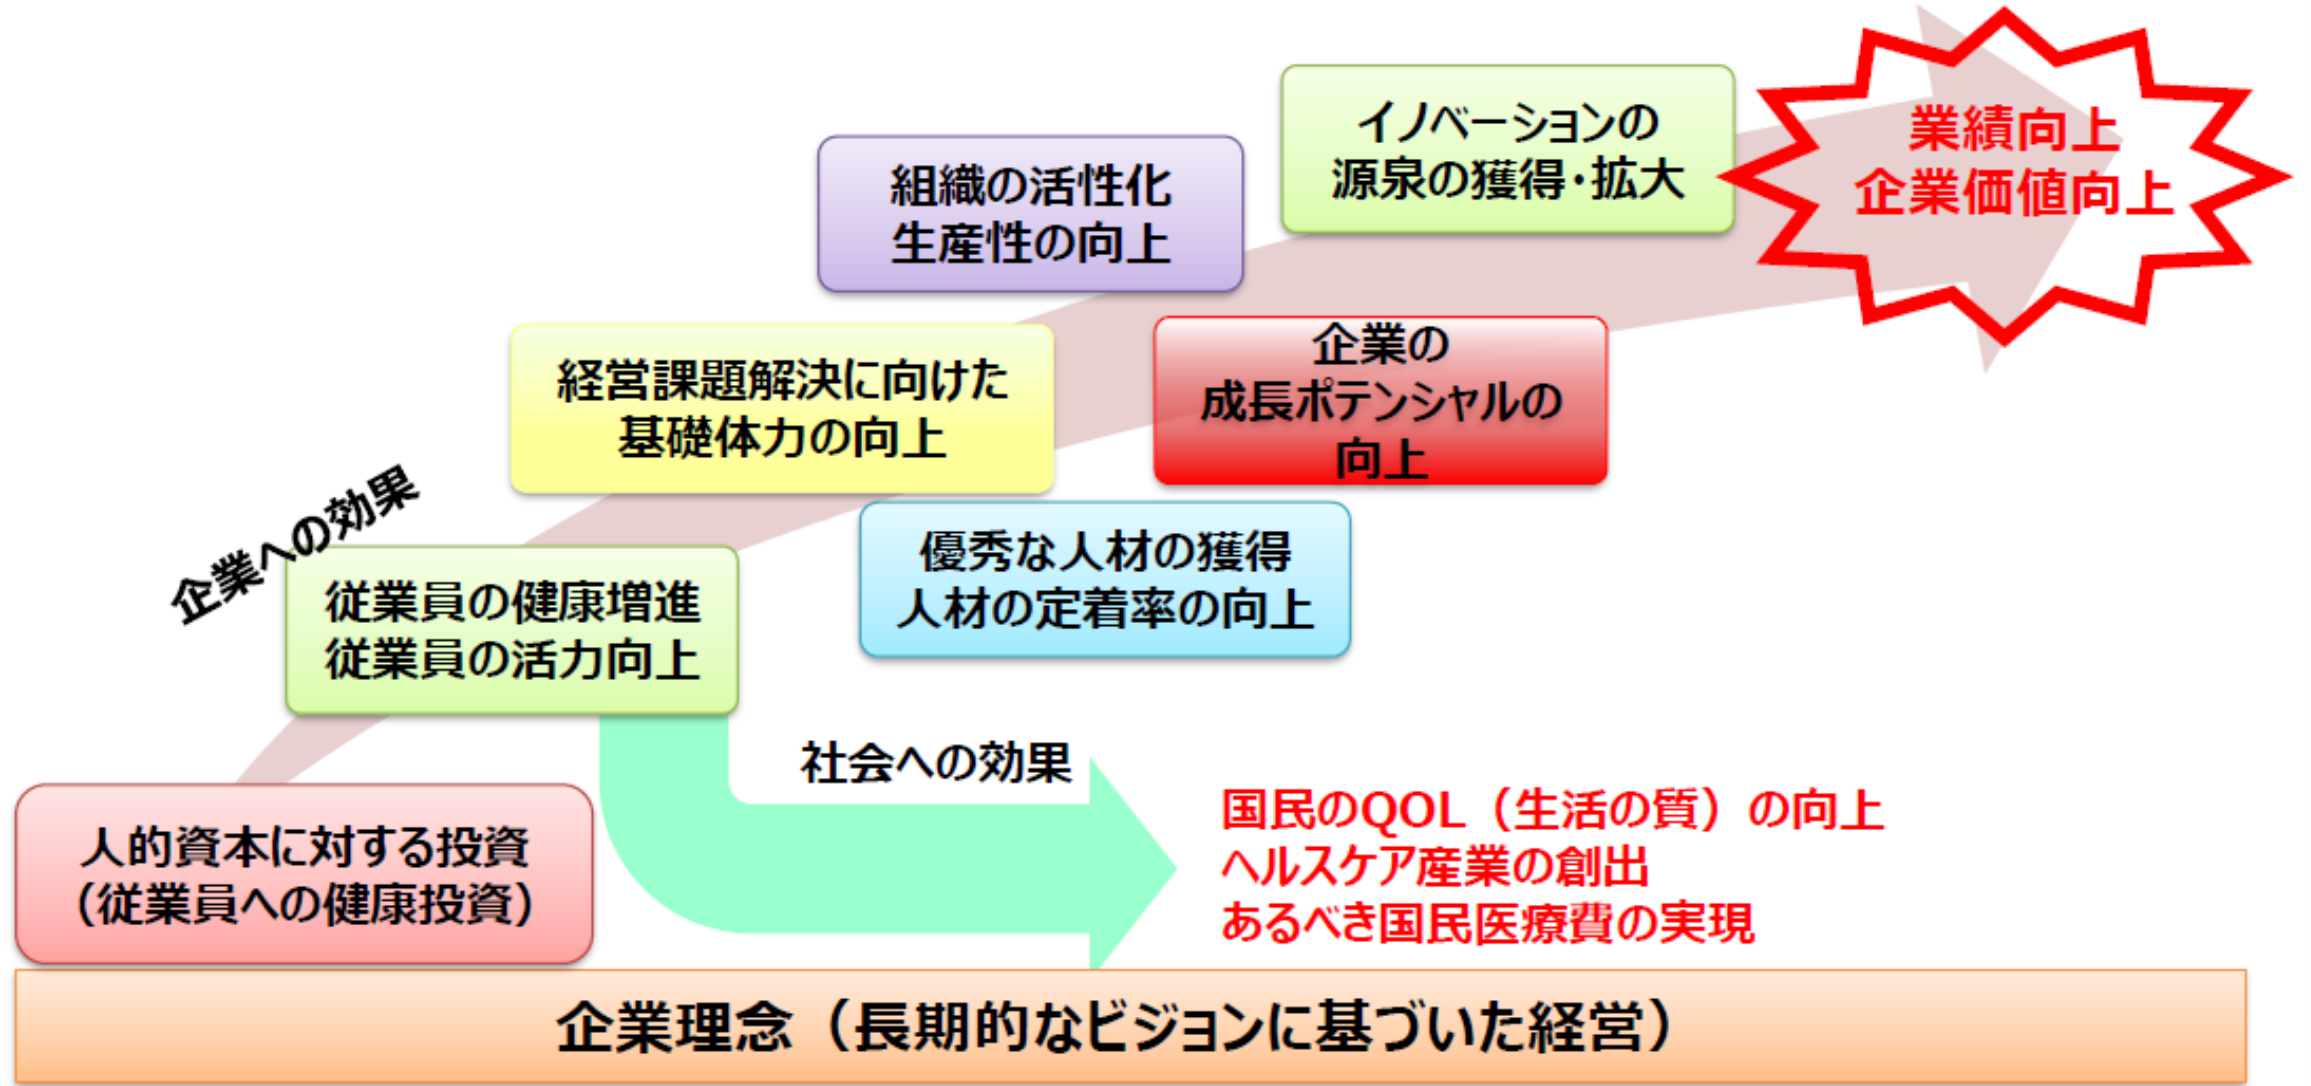 イノベーションの
源泉の獲得・拡大
業績向上
企業価値向上
組織の活性化
生産性の向上
経営課題解決に向けた
基礎体力の向上
企業の
成長ポテンシャルの
向上
企業への効果
従業員の健康増進
従業員の活力向上
優秀な人材の獲得
人材の定着率の向上
社会への効果
人的資本に対する投資
（従業員への健康投資）
国民のQOL（生活の質）の向上
ヘルスケア産業の創出
あるべき国民医療費の実現
企業理念（長期的なビジョンに基づいた経営）